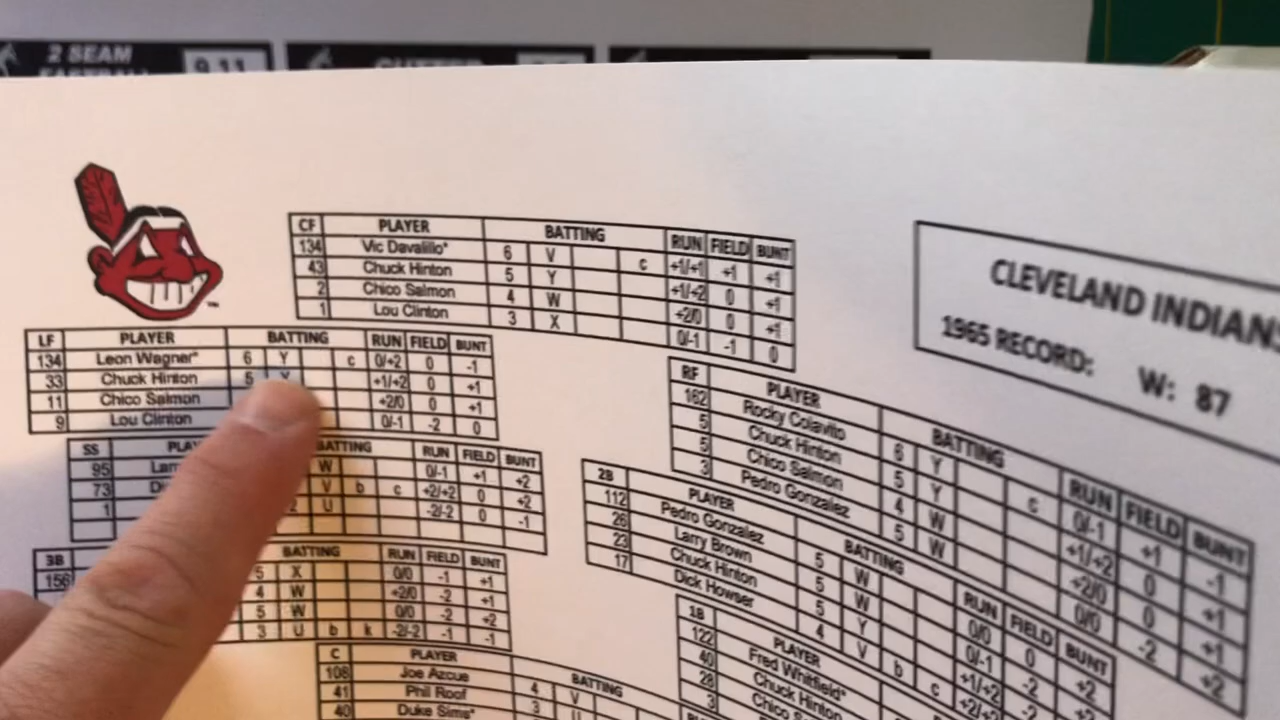 2 SEAM
9.11
CF PLAYER BATTING RUN FIELD BUNT
134 Vic Davalillo* 6 V c +1/+1 +1 +1
43 Chuck Hinton 5 Y +1/+2 0 +1
2 Chico Salmon 4 W +2/0 0 +1
1 Lou Clinton 3 X 0/-1 -1 0
CLEVELAND INDIANS
1965 RECORD: W: 87
LF PLAYER BATTING RUN FIELD BUNT
134 Leon Wagner* 6 Y c 0/+2 0 -1
33 Chuck Hinton 5 Y +1/+2 0 +1
11 Chico Salmon +2/0 0 +1
9 Lou Clinton 0/-1 -2 0
RF PLAYER BATTING RUN FIELD BUNT
162 Rocky Colavito 6 Y c 0/-1 +1 -1
5 Chuck Hinton 5 Y +1/+2 0 +1
5 Chico Salmon 4 W +2/0 0 +1
3 Pedro Gonzalez 5 W 0/0 -2 +2
SS BATTING RUN FIELD BUNT
95 W 0/-1 +1 +2
73 V b c +2/+2 0 +2
1 U -2/-2 0 -1
2B PLAYER BATTING RUN FIELD BUNT
112 Pedro Gonzalez 5 W 0/0 0 +2
26 Larry Brown 5 W 0/-1
23 Chuck Hinton 5 Y +1/+2 -2
17 Dick Howser 4 V b c +2/+2
3B BATTING RUN FIELD BUNT
156 5 X 0/0 -1 +1
4 W +2/0 -2 +1
5 W 0/0 -2 +2
3 U b k -2/-2 -1 -1
1B PLAYER
122 Fred Whitfield*
40 Chuck Hinton
28
3
C PLAYER BATTING
108 Joe Azcue 4 V
41 Phil Roof 3 U
40 Duke Sims*